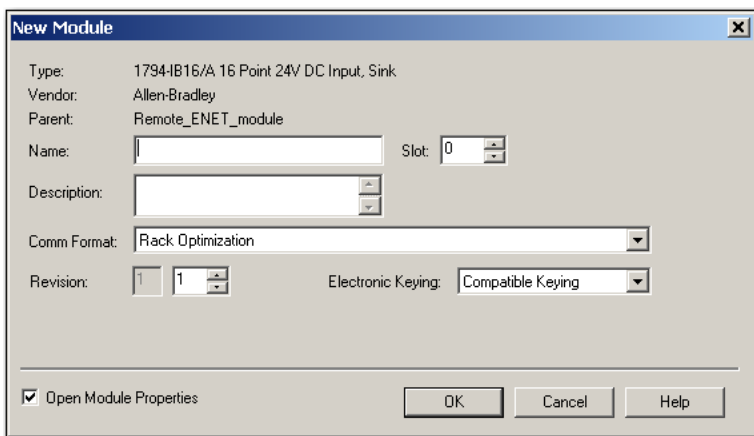 New Module
Type: 1794-IB16/A 16 Point 24V DC Input, Sink
Vendor: Allen-Bradley
Parent: Remote_ENET_module
Name: Slot: 0
Description:
Comm Format: Rack Optimization
Revision: 1 1 Electronic Keying: Compatible Keying
Open Module Properties OK Cancel Help